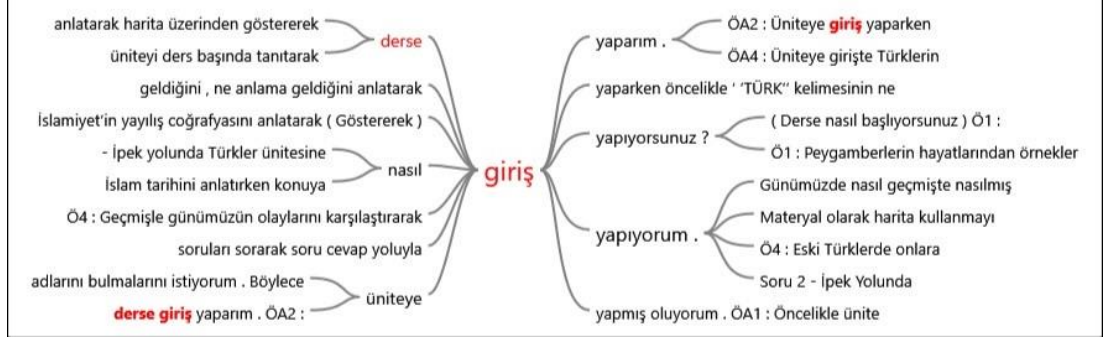 anlatarak harita üzerinden göstererek
üniteyi ders başında tanıtarak
derse
geldiğini , ne anlama geldiğini anlatarak
İslamiyet'in yayılış coğrafyasını anlatarak ( Göstererek )
- İpek yolunda Türkler ünitesine
İslam tarihini anlatırken konuya
nasıl
Ö4 : Geçmişle günümüzün olaylarını karşılaştırarak
soruları sorarak soru cevap yoluyla
adlarını bulmalarını istiyorum . Böylece
derse giriş yaparım . ÖA2 :
üniteye
giriş
yaparım .
ÖA2 : Üniteye giriş yaparken
ÖA4 : Üniteye girişte Türklerin
yaparken öncelikle ' 'TÜRK'' kelimesinin ne
yapıyorsunuz ?
( Derse nasıl başlıyorsunuz ) Ö1 :
Ö1 : Peygamberlerin hayatlarından örnekler
yapıyorum .
Günümüzde nasıl geçmişte nasılmış
Materyal olarak harita kullanmayı
Ö4 : Eski Türklerde onlara
Soru 2 - İpek Yolunda
yapmış oluyorum . ÖA1 : Öncelikle ünite